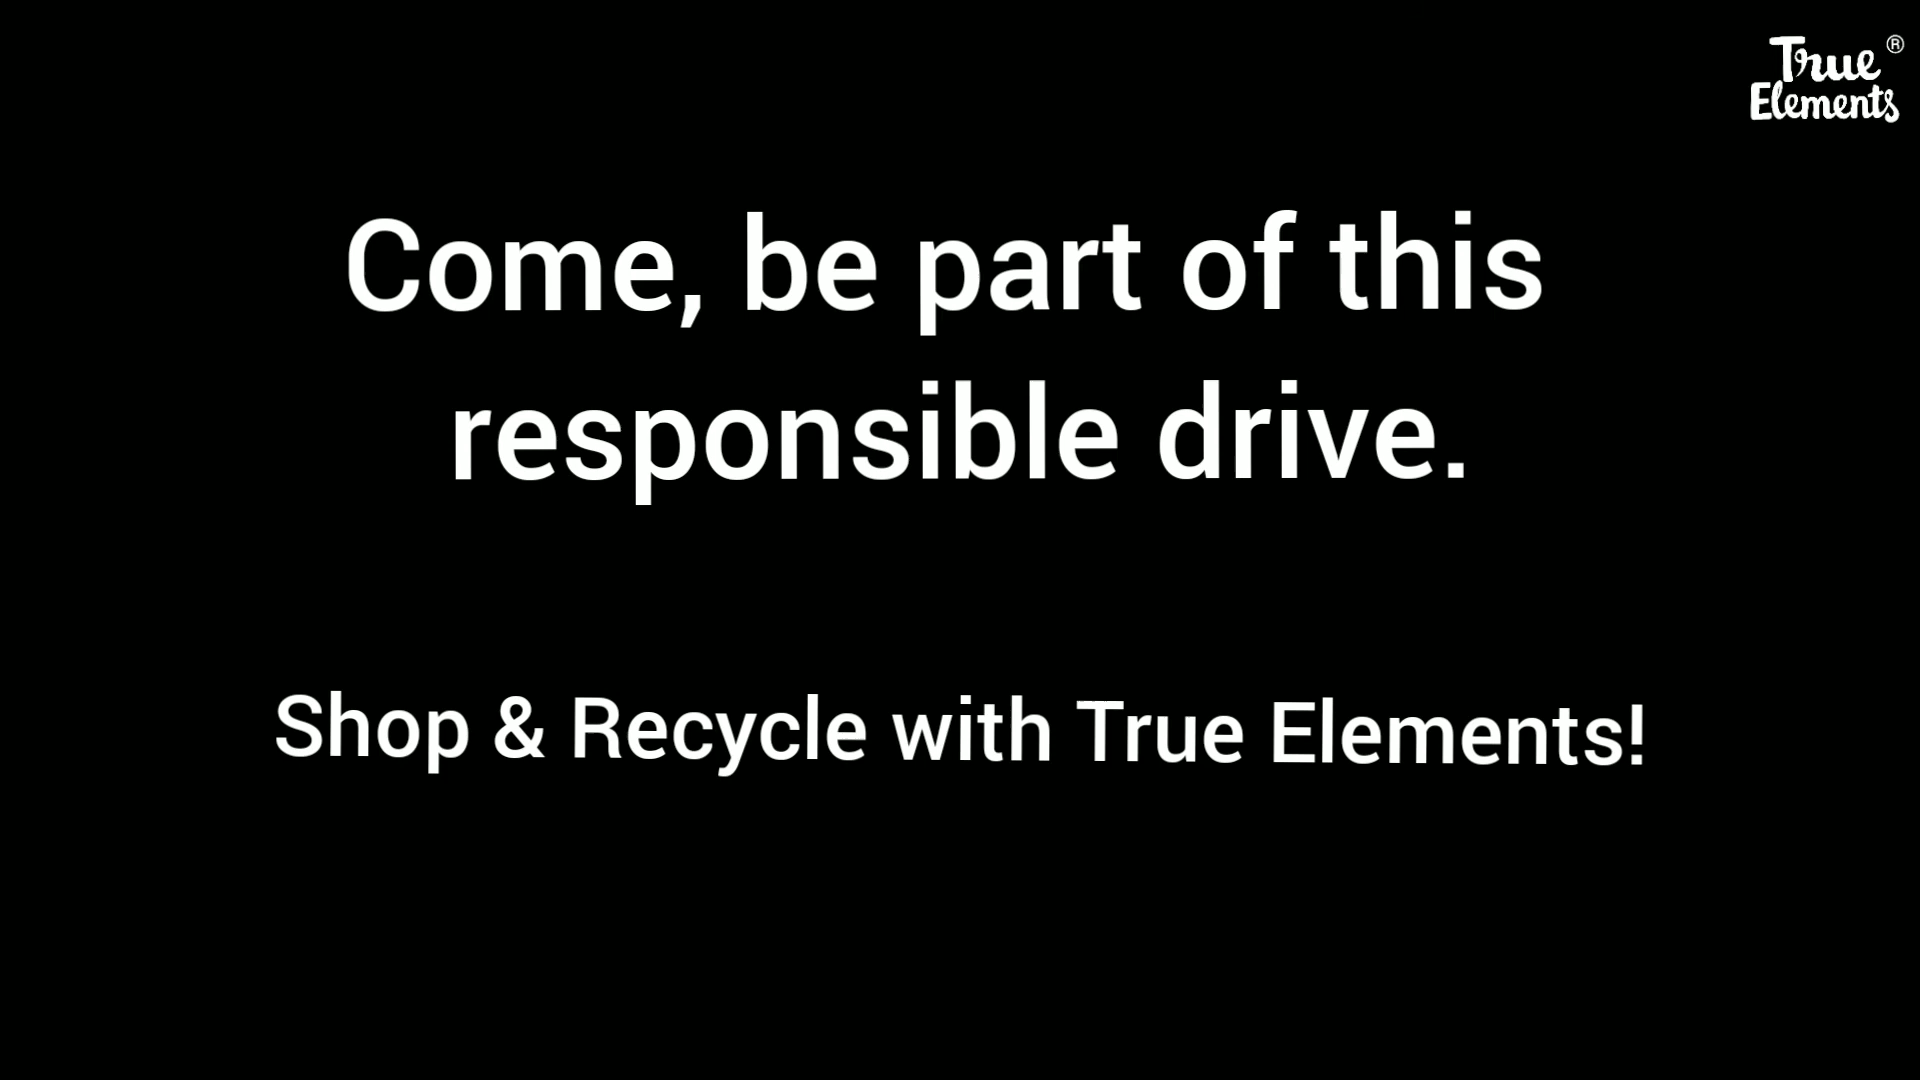 True ®
Elements
Come, be part of this
responsible drive.
Shop & Recycle with True Elements!